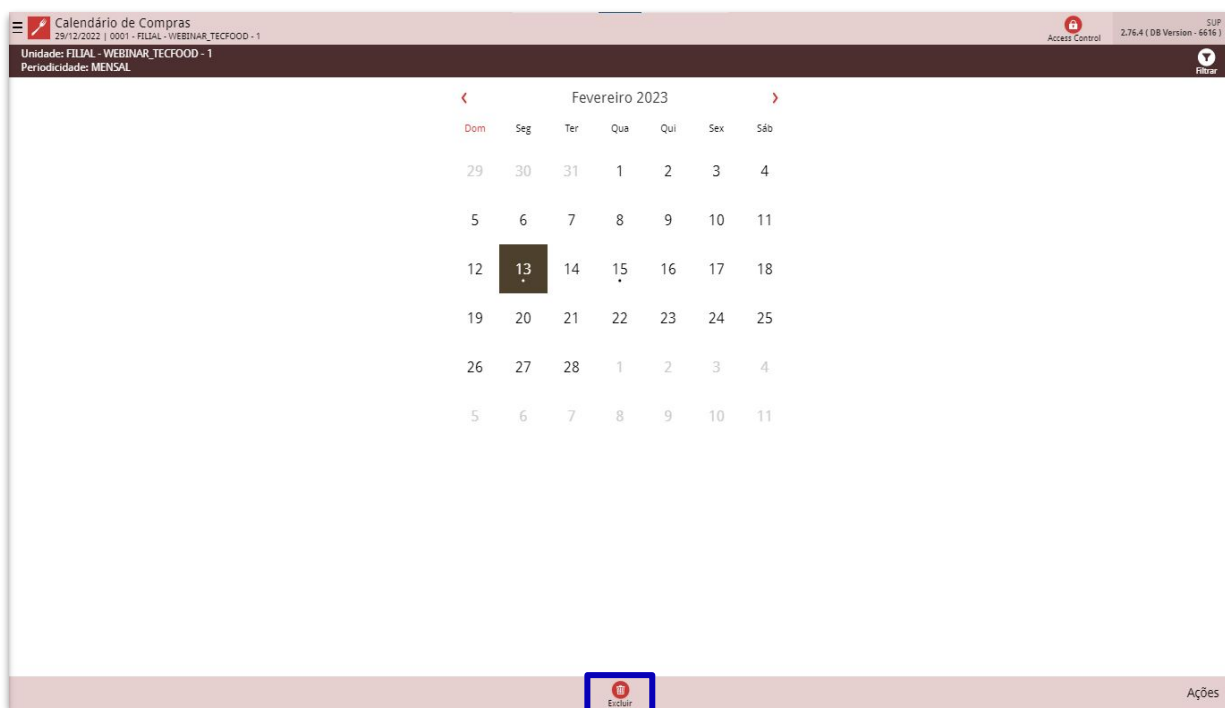 Calendário de Compras
29/12/2022 | 0001 - FILIAL - WEBINAR_TECFOOD - 1
Access Control
SUP
2.76.4 ( DB Version - 6616 )
Unidade: FILIAL - WEBINAR_TECFOOD - 1
Periodicidade: MENSAL
Filtrar
Fevereiro 2023
Dom Seg Ter Qua Qui Sex Sáb
29 30 31 1 2 3 4
5 6 7 8 9 10 11
12 13 14 15 16 17 18
19 20 21 22 23 24 25
26 27 28 1 2 3 4
5 6 7 8 9 10 11
Excluir
Ações